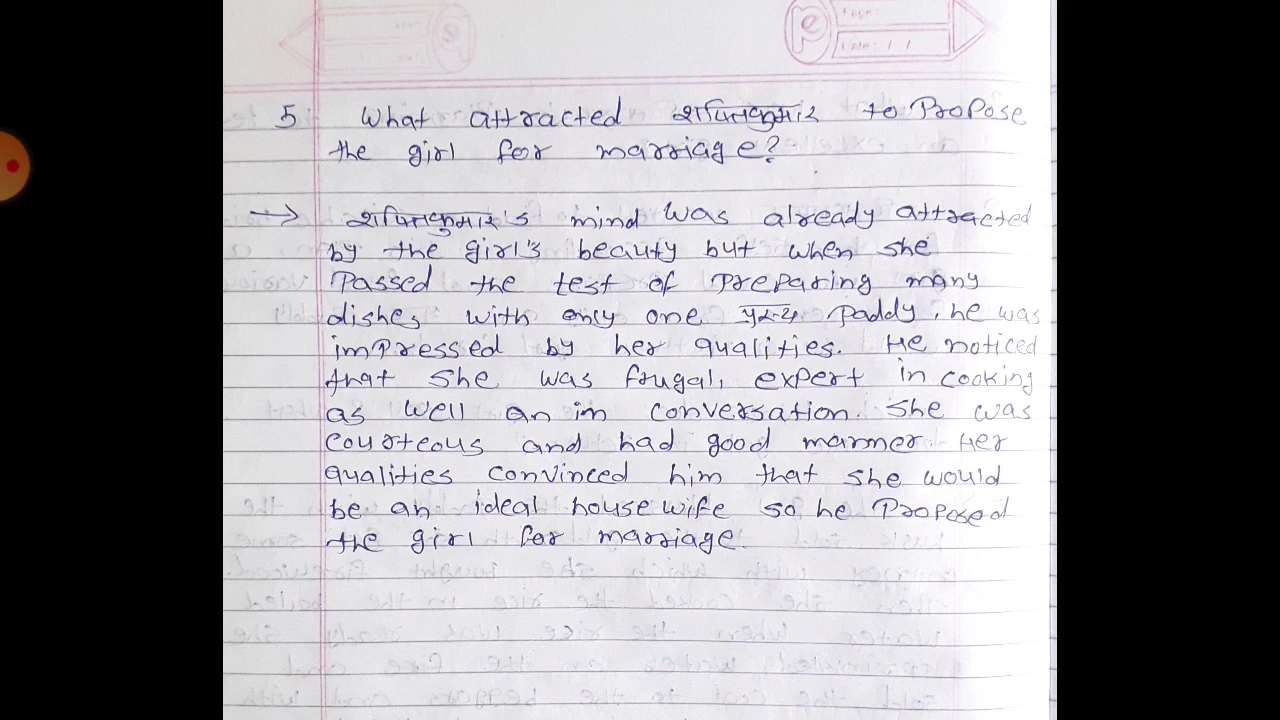 Page:
Date: / /
5 What attracted शक्तिकुमार to Propose
the girl for marriage?
→ शक्तिकुमार's mind was already attracted
by the girl's beauty but when she
Passed the test of preparing many
dishes with only one प्रस्थ paddy, he was
impressed by her qualities. He noticed
that she was frugal, expert in cooking
as well an in conversation. She was
courteous and had good manner. Her
qualities convinced him that she would
be an ideal house wife so he Proposed
the girl for marriage.